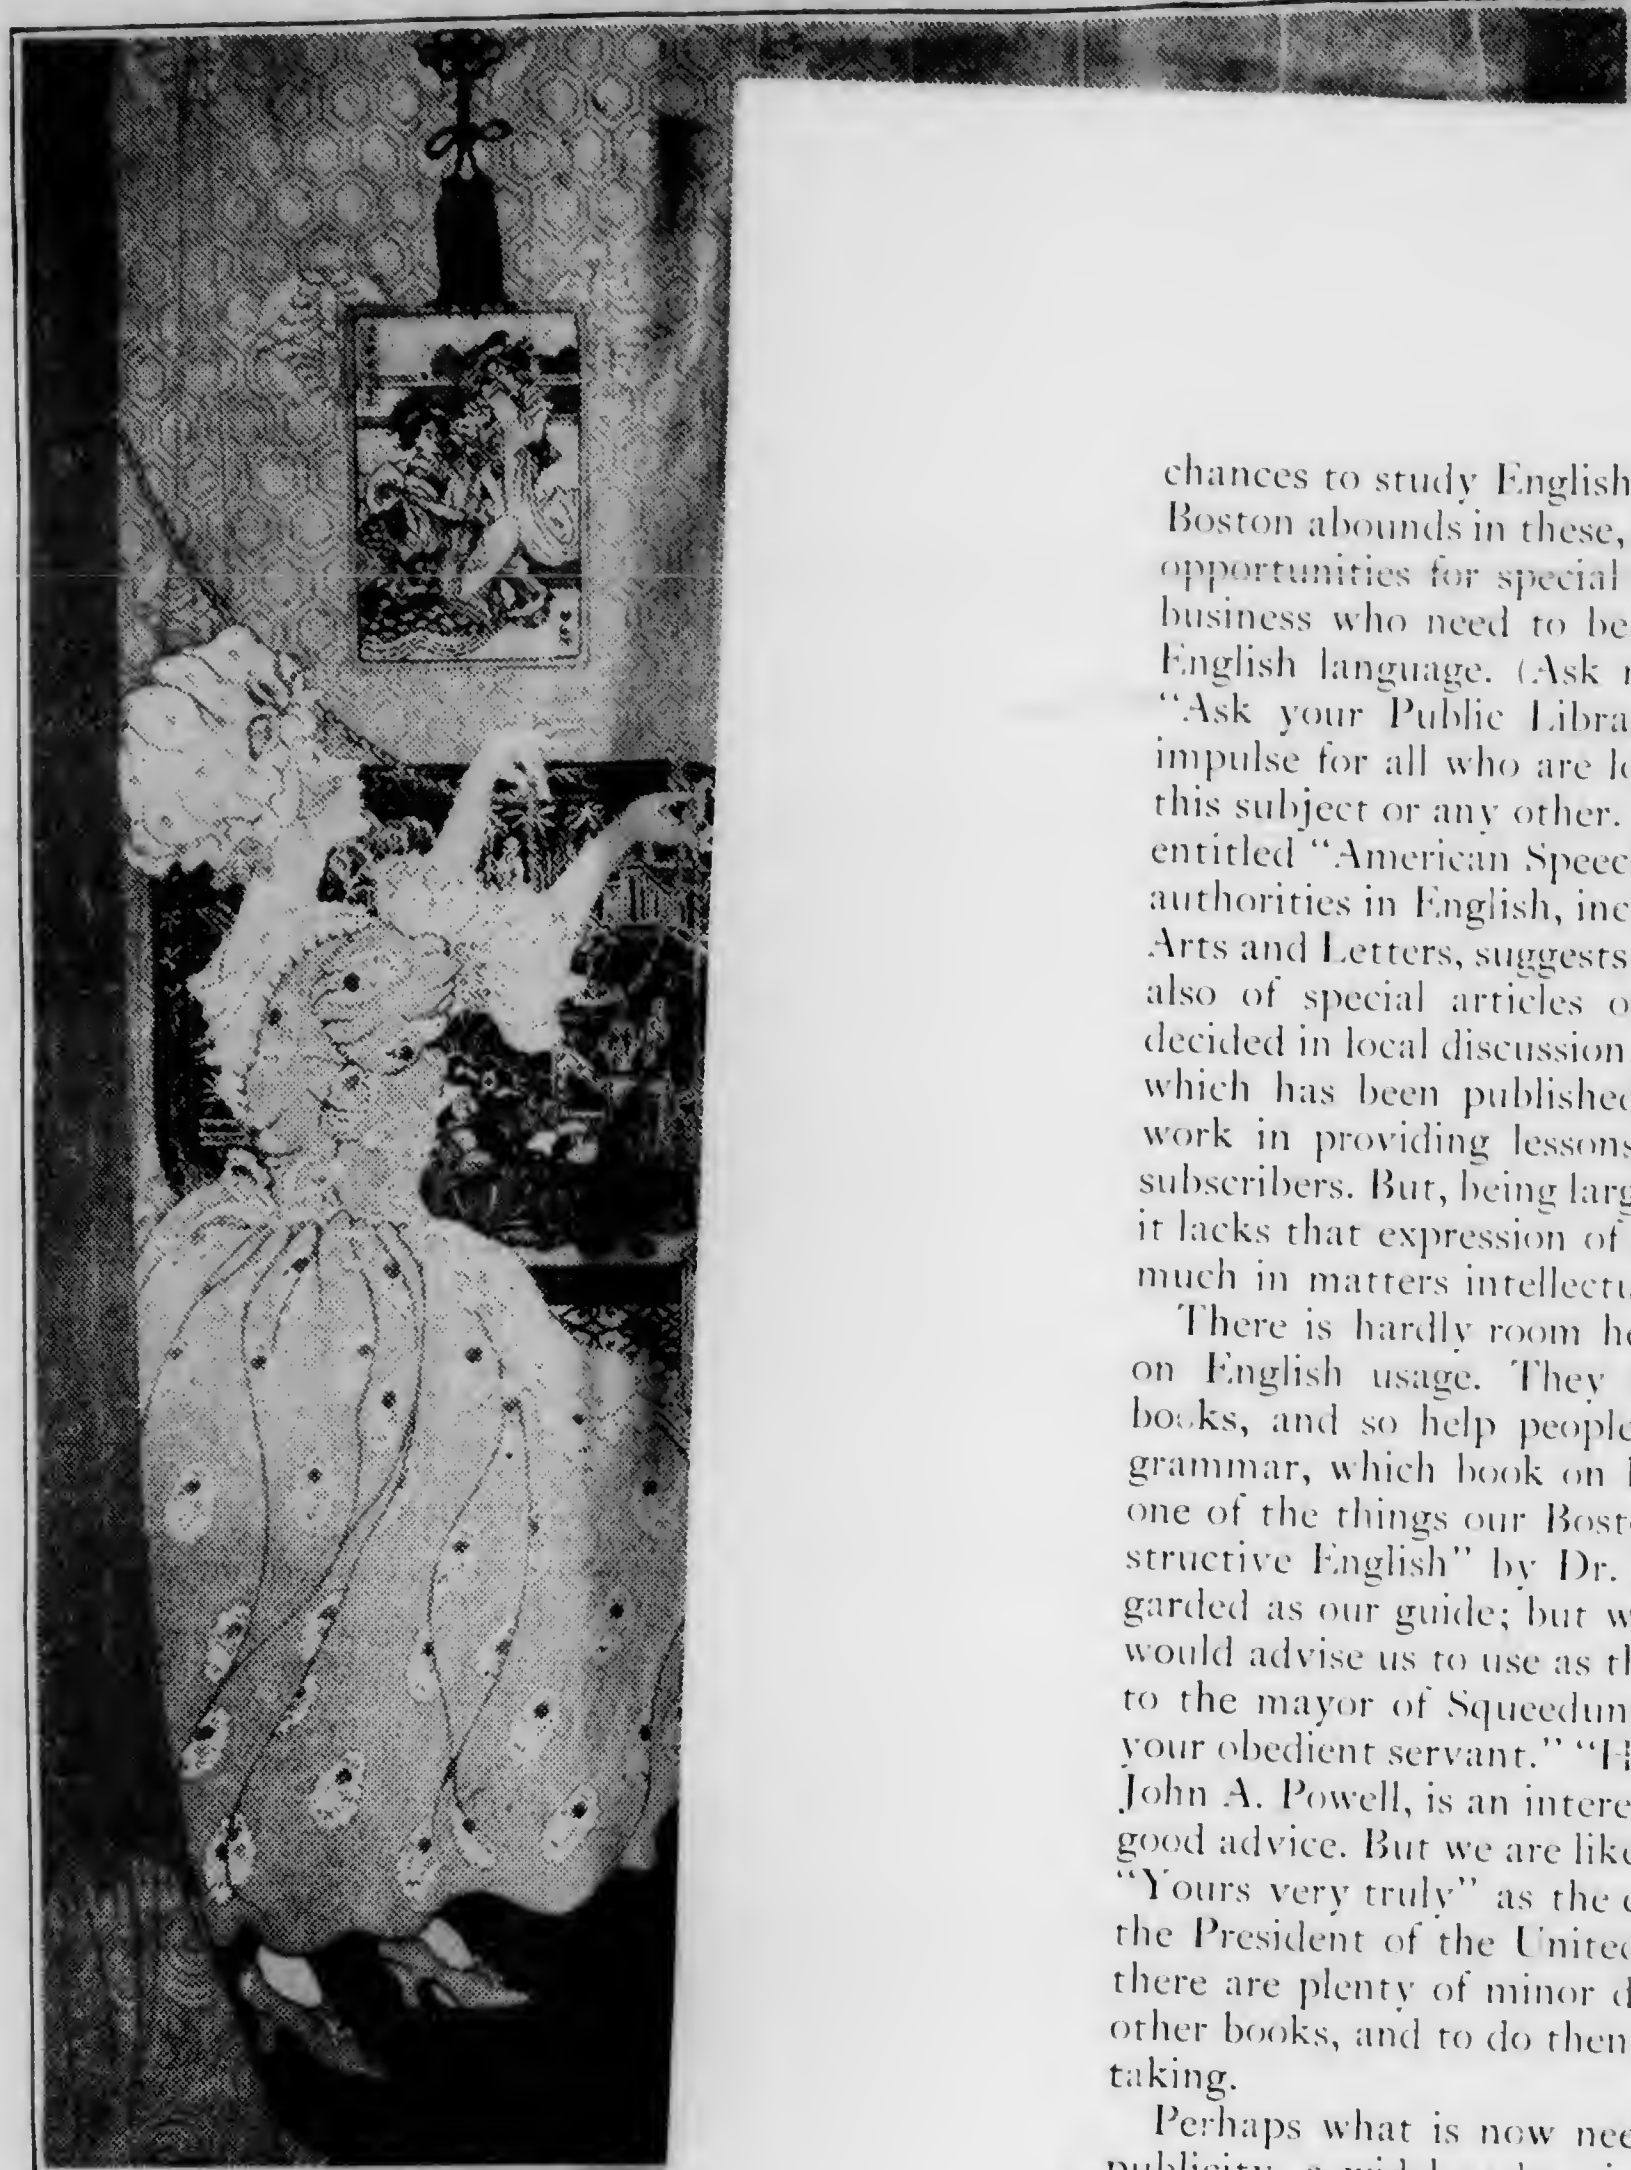 chances to study English
Boston abounds in these,
opportunities for special
business who need to be
English language. (Ask
"Ask your Public Libra
impulse for all who are
this subject or any other.
entitled "American Speec
authorities in English, inc
Arts and Letters, suggests
also of special articles o
decided in local discussion
which has been published
work in providing lessons
subscribers. But, being larg
it lacks that expression of
much in matters intellectu
There is hardly room he
on English usage. They
books, and so help people
grammar, which book on
one of the things our Bost
structive English" by Dr.
garded as our guide; but w
would advise us to use as th
to the mayor of Squeedun
your obedient servant."
John A. Powell, is an intere
good advice. But we are like
"Yours very truly" as the
the President of the United
there are plenty of minor d
other books, and to do then
taking.
Perhaps what is now nee
publicity, a